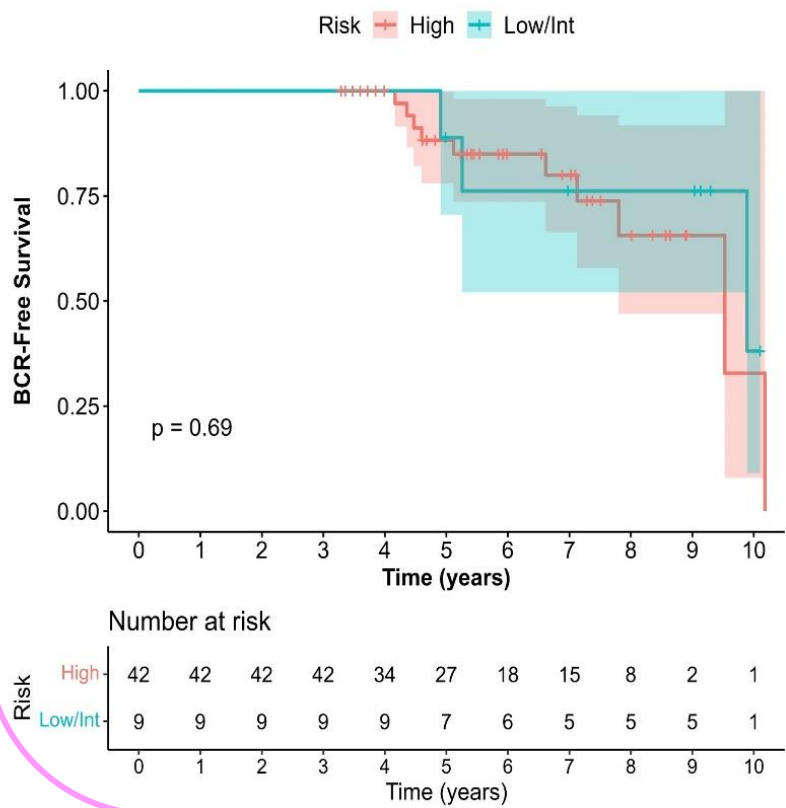 Risk High Low/Int
1.00
0.75
0.50
0.25
0.00
BCR-Free Survival
p = 0.69
0 1 2 3 4 5 6 7 8 9 10
Time (years)
Number at risk
Risk
High 42 42 42 42 34 27 18 15 8 2 1
Low/Int 9 9 9 9 9 7 6 5 5 5 1
0 1 2 3 4 5 6 7 8 9 10
Time (years)